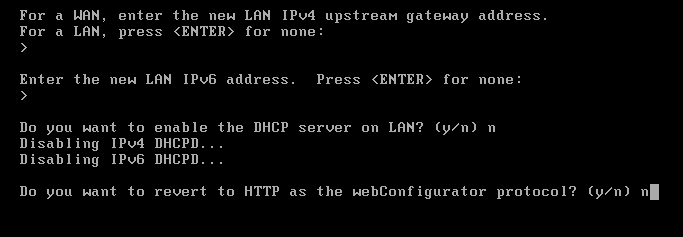 For a WAN, enter the new LAN IPv4 upstream gateway address.
For a LAN, press <ENTER> for none:
>
Enter the new LAN IPv6 address.  Press <ENTER> for none:
>
Do you want to enable the DHCP server on LAN? (y/n) n
Disabling IPv4 DHCPD...
Disabling IPv6 DHCPD...
Do you want to revert to HTTP as the webConfigurator protocol? (y/n) n